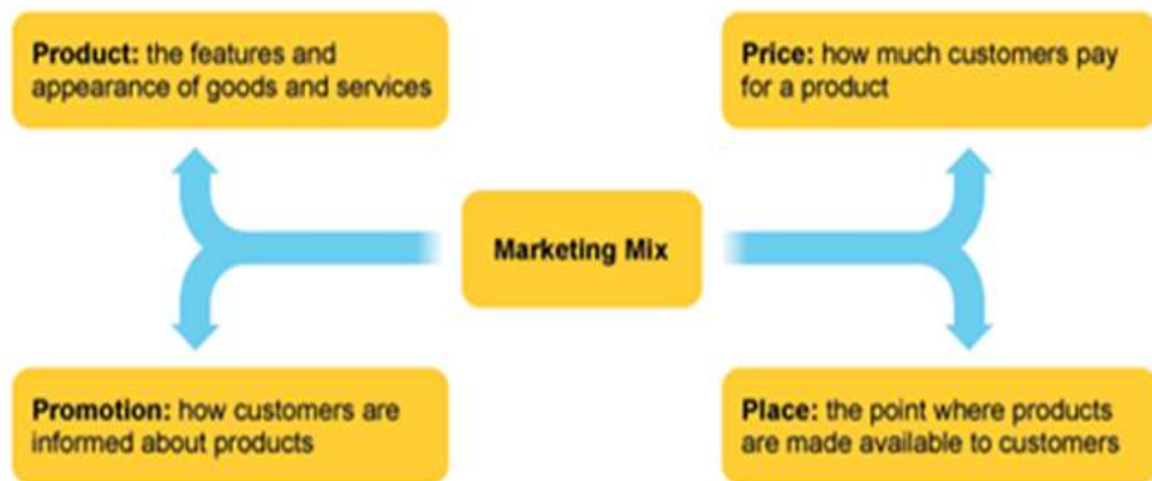 Product: the features and
appearance of goods and services
Price: how much customers pay
for a product
Marketing Mix
Promotion: how customers are
informed about products
Place: the point where products
are made available to customers